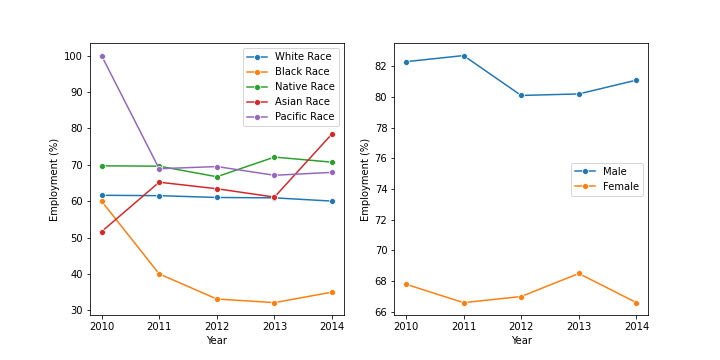 100
90
80
70
60
50
40
30
Employment (%)
2010 2011 2012 2013 2014
Year
White Race
Black Race
Native Race
Asian Race
Pacific Race
82
80
78
76
74
72
70
68
66
Employment (%)
2010 2011 2012 2013 2014
Year
Male
Female